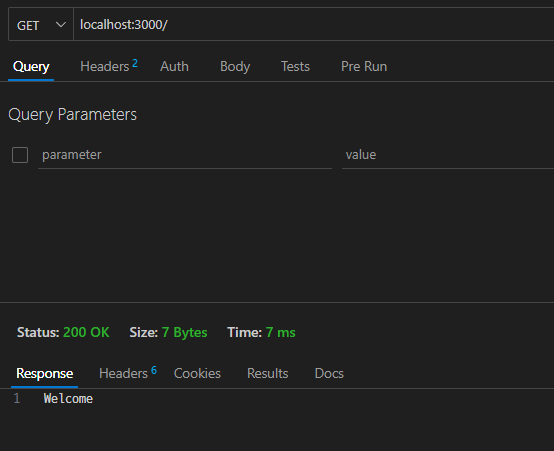 GET localhost:3000/
Query Headers 2 Auth Body Tests Pre Run
Query Parameters
parameter value
Status: 200 OK Size: 7 Bytes Time: 7 ms
Response Headers 6 Cookies Results Docs
1 Welcome